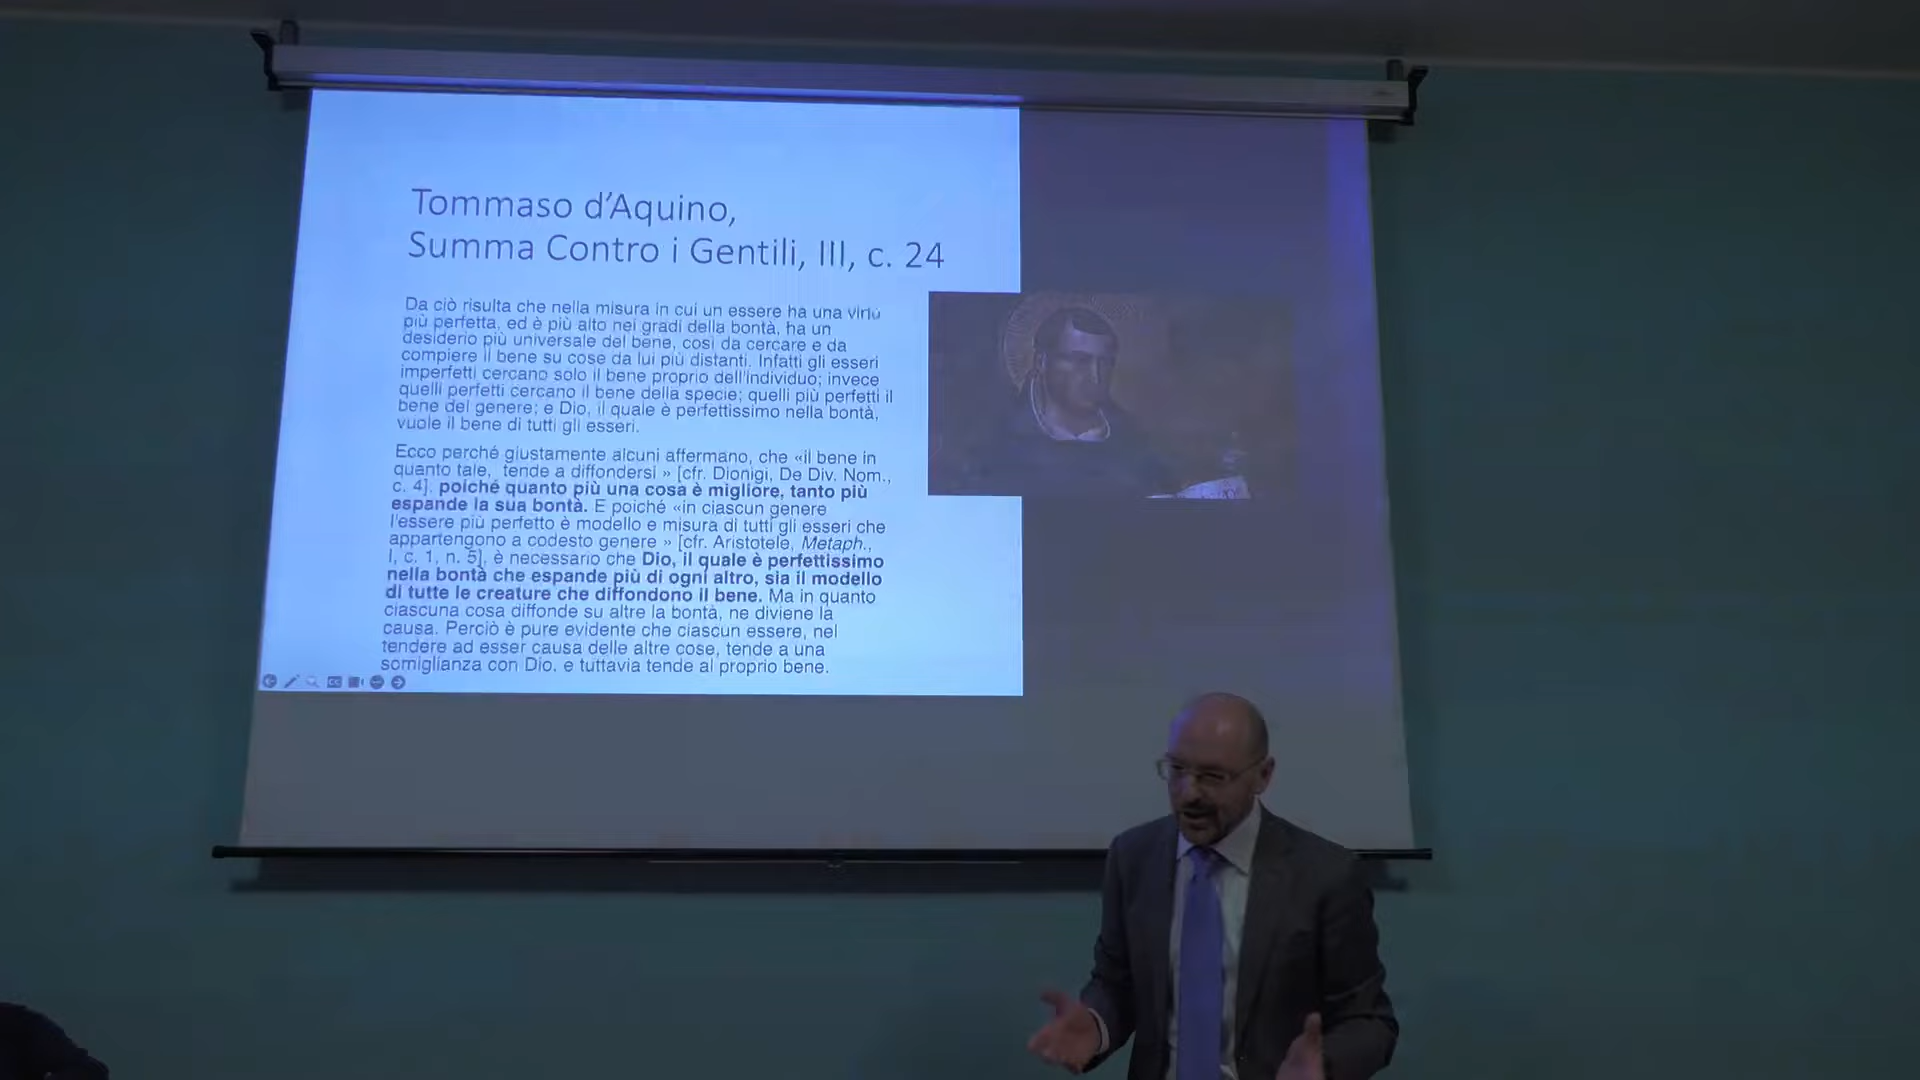 Tommaso d'Aquino,
Summa Contro i Gentili, III, c. 24
Da ciò risulta che nella misura in cui un essere ha una virtù
più perfetta, ed è più alto nei gradi della bontà, ha un
desiderio più universale del bene, così da cercare e da
compiere il bene su cose da lui più distanti. Infatti gli esseri
imperfetti cercano solo il bene proprio dell'individuo; invece
quelli perfetti cercano il bene della specie; quelli più perfetti il
bene del genere; e Dio, il quale è perfettissimo nella bontà,
vuole il bene di tutti gli esseri.
Ecco perché giustamente alcuni affermano, che «il bene in
quanto tale, tende a diffondersi » [cfr. Dionigi, De Div. Nom.,
c. 4], poiché quanto più una cosa è migliore, tanto più
espande la sua bontà. E poiché «in ciascun genere
l'essere più perfetto è modello e misura di tutti gli esseri che
appartengono a codesto genere » [cfr. Aristotele, Metaph.,
I, c. 1, n. 5], è necessario che Dio, il quale è perfettissimo
nella bontà che espande più di ogni altro, sia il modello
di tutte le creature che diffondono il bene. Ma in quanto
ciascuna cosa diffonde su altre la bontà, ne diviene la
causa. Perciò è pure evidente che ciascun essere, nel
tendere ad esser causa delle altre cose, tende a una
somiglianza con Dio. e tuttavia tende al proprio bene.